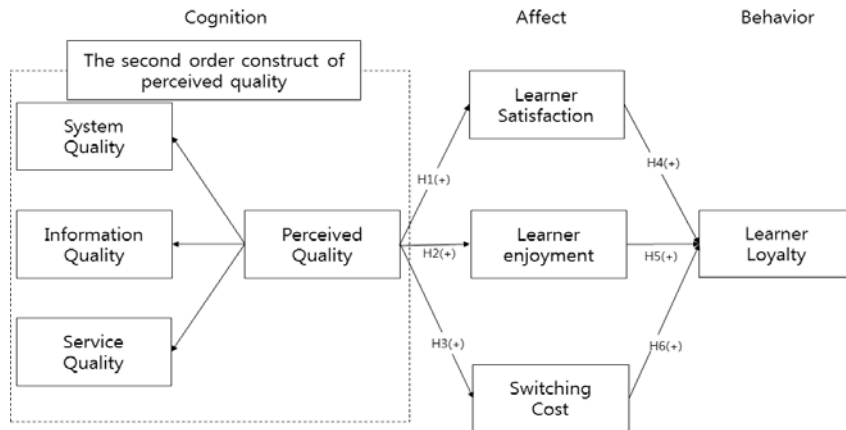 Cognition
Affect
Behavior
The second order construct of
perceived quality
System
Quality
Information
Quality
Service
Quality
Perceived
Quality
H1(+)
H2(+)
H3(+)
Learner
Satisfaction
Learner
enjoyment
Switching
Cost
H4(+)
H5(+)
H6(+)
Learner
Loyalty